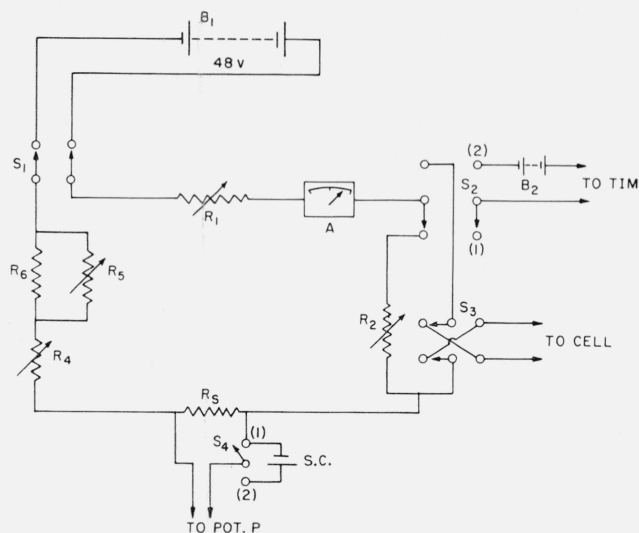 B1
48 V
S1
R1
A
(2)
B2
TO TIM
S2
(1)
R6
R5
R2
S3
TO CELL
R4
RS
(1)
S4
S.C.
(2)
TO POT. P